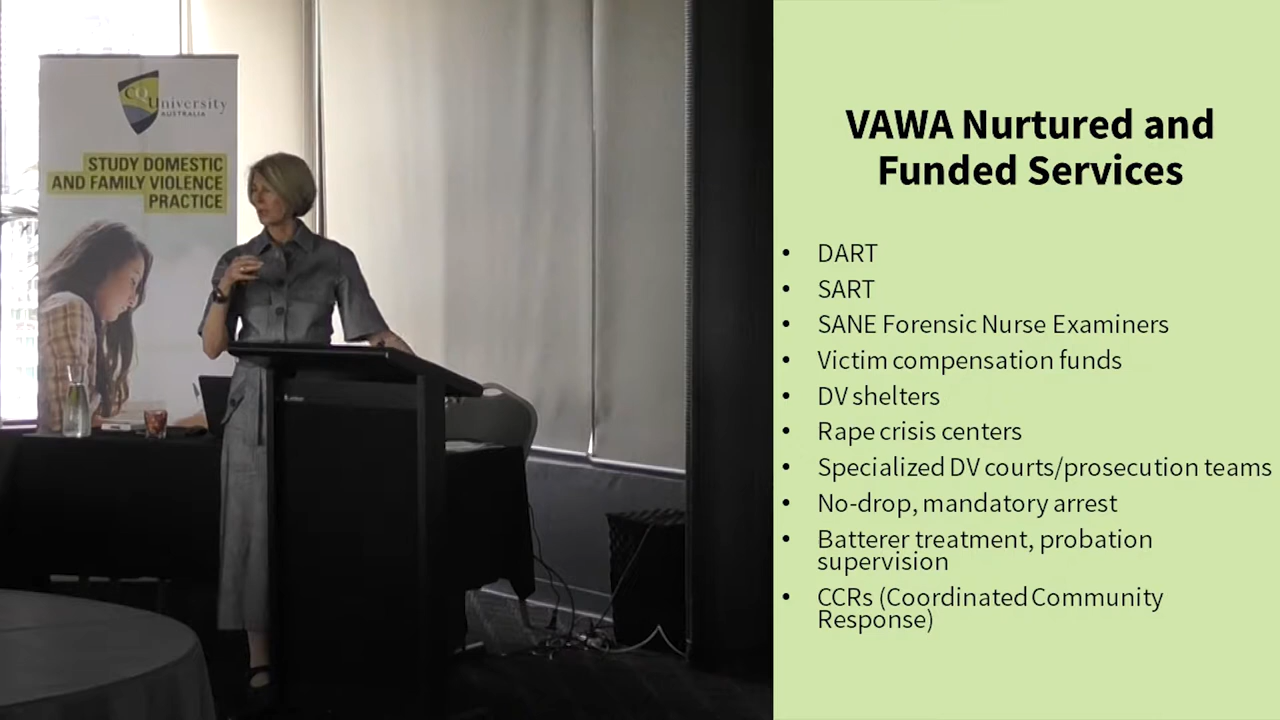 CQ
University
AUSTRALIA
STUDY DOMESTIC
AND FAMILY VIOLENCE
PRACTICE
VAWA Nurtured and
Funded Services
• DART
• SART
• SANE Forensic Nurse Examiners
• Victim compensation funds
• DV shelters
• Rape crisis centers
• Specialized DV courts/prosecution teams
• No-drop, mandatory arrest
• Batterer treatment, probation
supervision
• CCRs (Coordinated Community
Response)